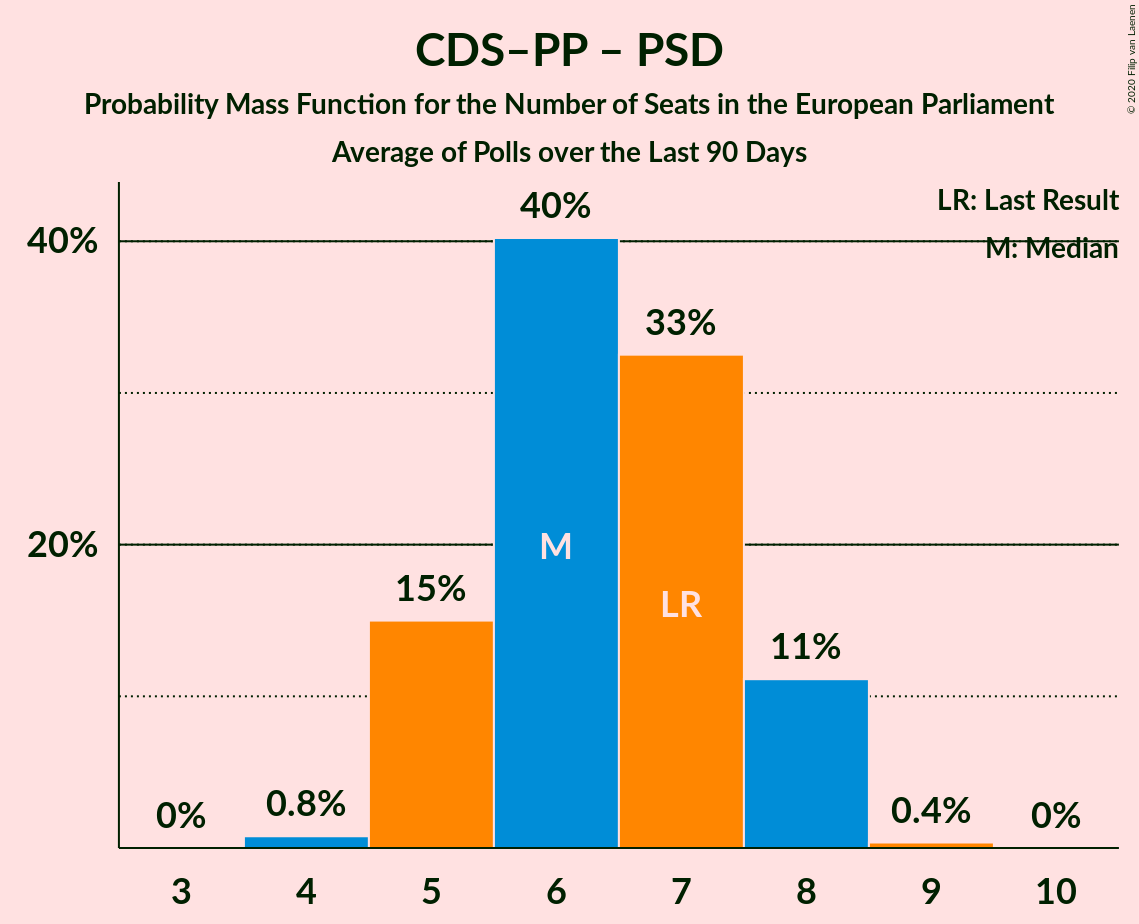 CDS–PP – PSD
Probability Mass Function for the Number of Seats in the European Parliament
Average of Polls over the Last 90 Days
© 2020 Filip van Laenen
LR: Last Result
M: Median
40%
20%
0%
0.8%
15%
40%
33%
11%
0.4%
0%
M
LR
3 4 5 6 7 8 9 10